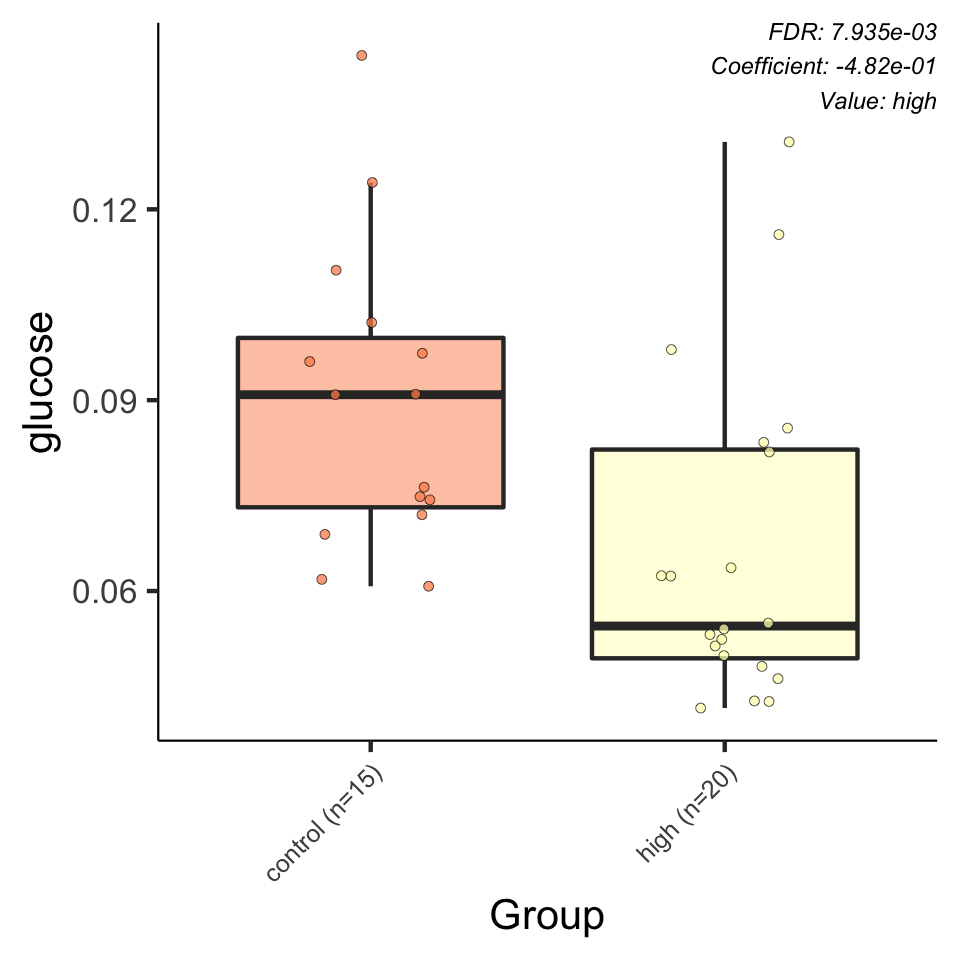 FDR: 7.935e-03
Coefficient: -4.82e-01
Value: high
glucose
0.12
0.09
0.06
control (n=15)
high (n=20)
Group